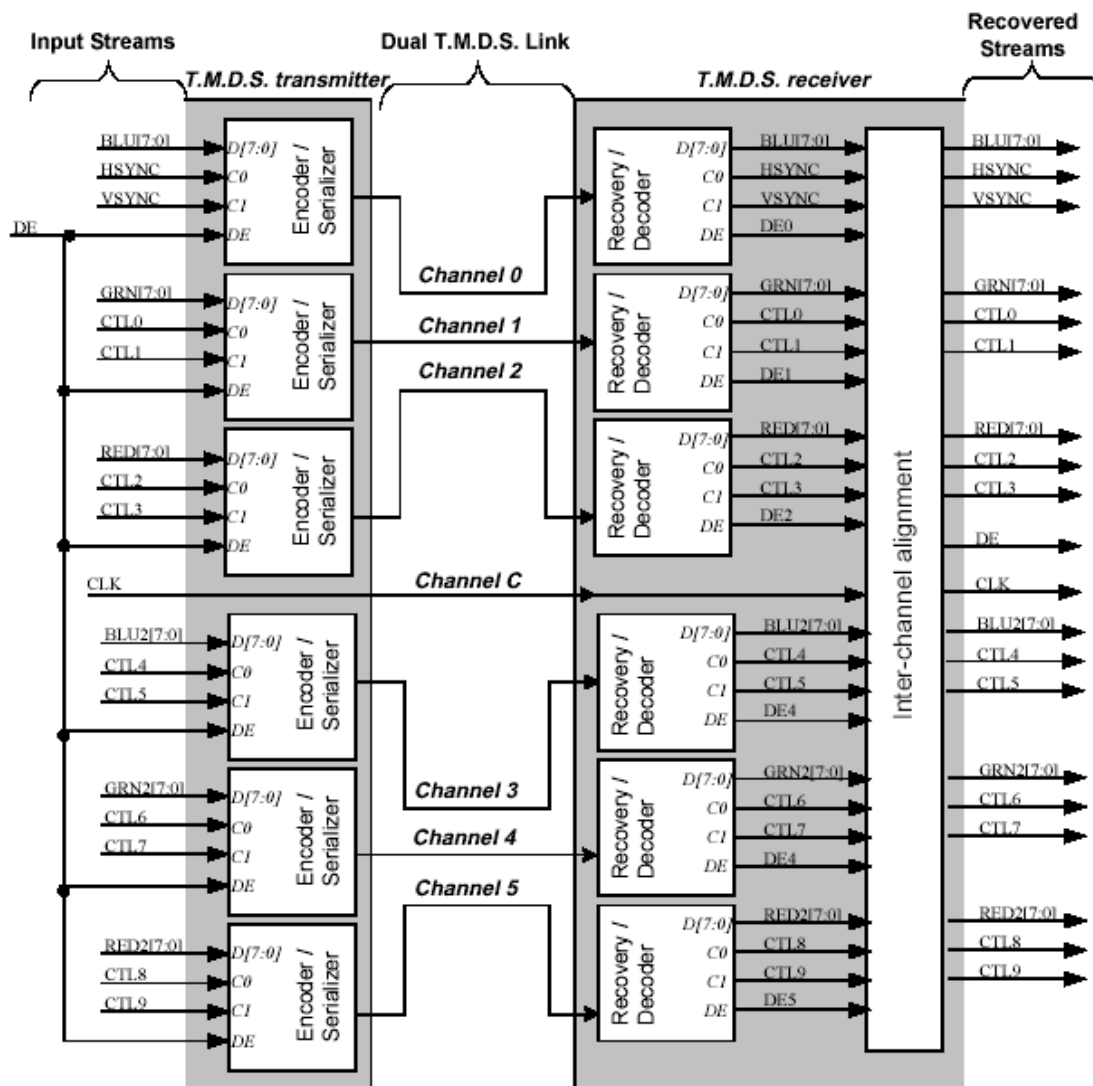 Input Streams
Dual T.M.D.S. Link
Recovered
Streams
T.M.D.S. transmitter
T.M.D.S. receiver
BLU[7:0]
HSYNC
VSYNC
DE
D[7:0]
C0
C1
DE
Encoder /
Serializer
Channel 0
Recovery /
Decoder
D[7:0]
C0
C1
DE
BLU[7:0]
HSYNC
VSYNC
DE0
BLU[7:0]
HSYNC
VSYNC
GRN[7:0]
CTL0
CTL1
D[7:0]
C0
C1
DE
Encoder /
Serializer
Channel 1
Recovery /
Decoder
D[7:0]
C0
C1
DE
GRN[7:0]
CTL0
CTL1
DE1
GRN[7:0]
CTL0
CTL1
RED[7:0]
CTL2
CTL3
D[7:0]
C0
C1
DE
Encoder /
Serializer
Channel 2
Recovery /
Decoder
D[7:0]
C0
C1
DE
RED[7:0]
CTL2
CTL3
DE2
RED[7:0]
CTL2
CTL3
DE
CLK
Channel C
CLK
Inter-channel alignment
BLU2[7:0]
CTL4
CTL5
D[7:0]
C0
C1
DE
Encoder /
Serializer
Channel 3
Recovery /
Decoder
D[7:0]
C0
C1
DE
BLU2[7:0]
CTL4
CTL5
DE4
BLU2[7:0]
CTL4
CTL5
GRN2[7:0]
CTL6
CTL7
D[7:0]
C0
C1
DE
Encoder /
Serializer
Channel 4
Recovery /
Decoder
D[7:0]
C0
C1
DE
GRN2[7:0]
CTL6
CTL7
DE4
GRN2[7:0]
CTL6
CTL7
RED2[7:0]
CTL8
CTL9
D[7:0]
C0
C1
DE
Encoder /
Serializer
Channel 5
Recovery /
Decoder
D[7:0]
C0
C1
DE
RED2[7:0]
CTL8
CTL9
DE5
RED2[7:0]
CTL8
CTL9